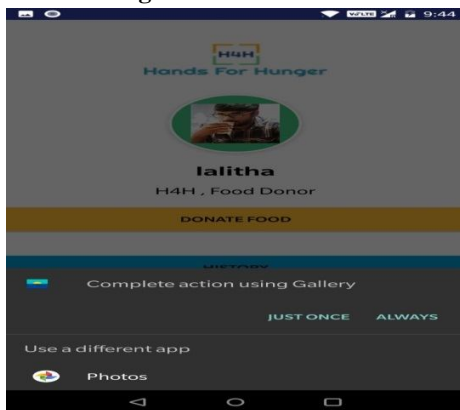 9:44
H4H
Hands For Hunger
lalitha
H4H , Food Donor
DONATE FOOD
HISTORY
Complete action using Gallery
JUST ONCE ALWAYS
Use a different app
Photos